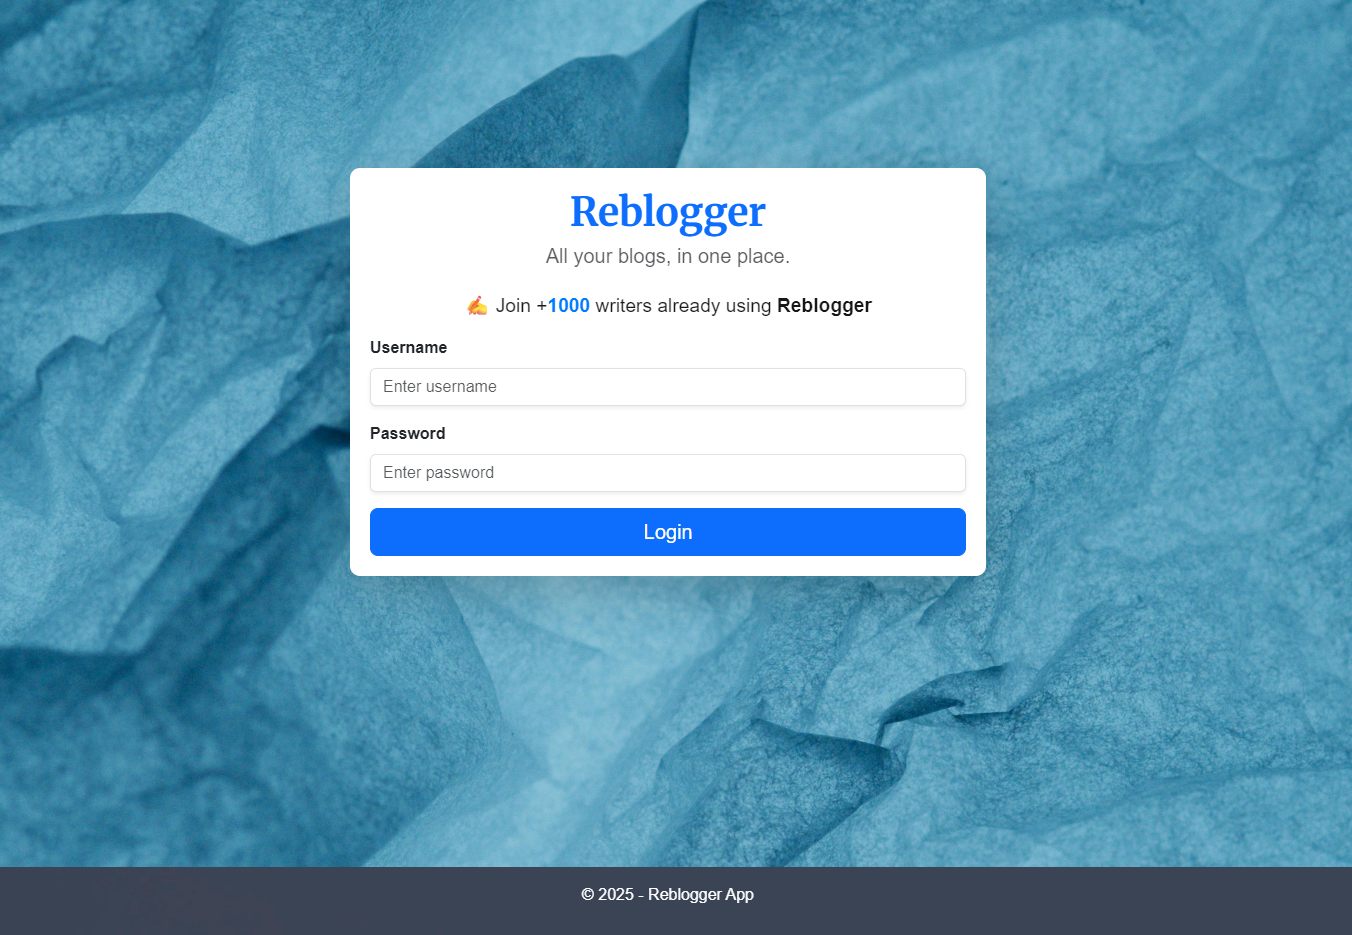 Reblogger
All your blogs, in one place.
✍️ Join +1000 writers already using Reblogger
Username
Enter username
Password
Enter password
Login
© 2025 - Reblogger App